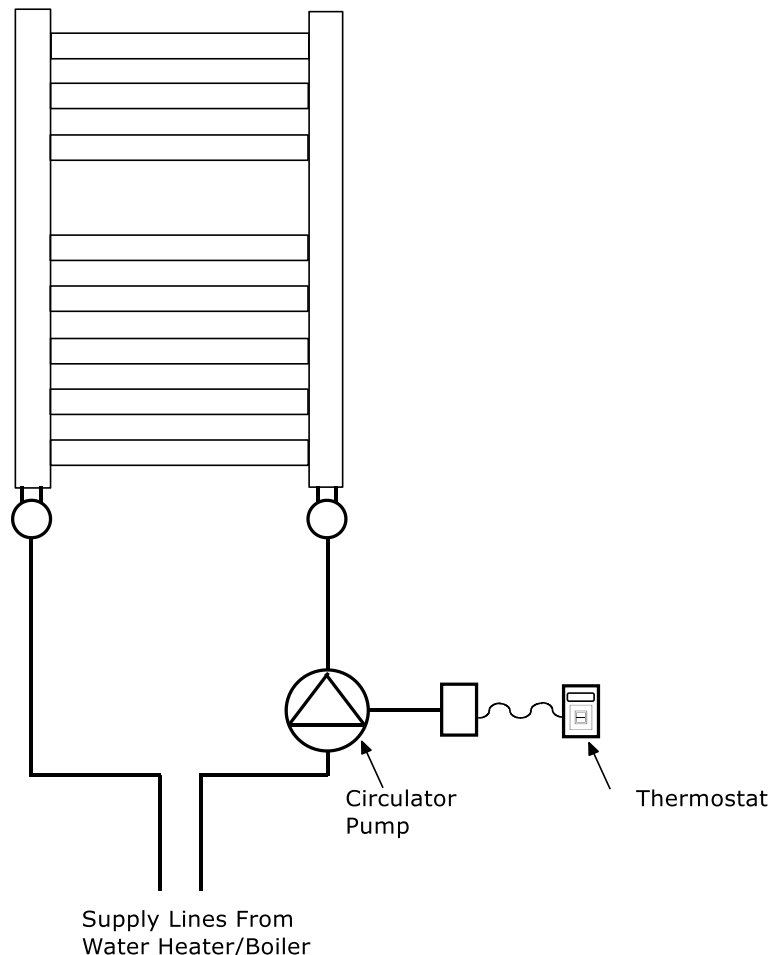 Circulator
Pump
Thermostat
Supply Lines From
Water Heater/Boiler